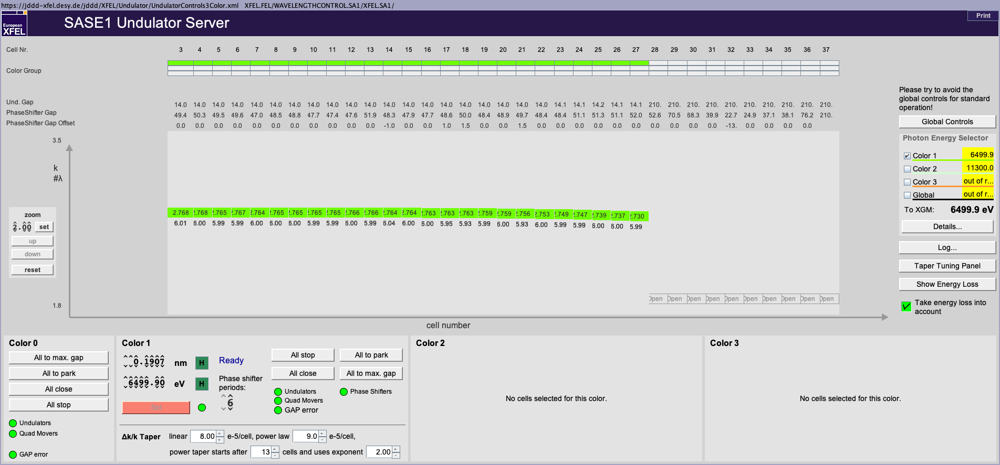 https://jddd-xfel.desy.de/jddd/XFEL/Undulator/UndulatorControls3Color.xml XFEL.FEL/WAVELENGTHCONTROL.SA1/XFEL.SA1/
European
XFEL
SASE1 Undulator Server
Print
Cell Nr. 3 4 5 6 7 8 9 10 11 12 13 14 15 16 17 18 19 20 21 22 23 24 25 26 27 28 29 30 31 32 33 34 35 36 37
Color Group
Und. Gap 14.0 14.0 14.0 14.0 14.0 14.0 14.0 14.0 14.0 14.0 14.0 14.0 14.0 14.0 14.0 14.0 14.0 14.0 14.0 14.0 14.1 14.1 14.2 14.1 14.1 210. 210. 210. 210. 210. 210. 210. 210. 210. 210.
PhaseShifter Gap 49.4 50.3 49.5 49.6 47.0 48.5 48.8 47.7 47.4 47.6 51.9 48.3 47.9 47.7 48.6 50.0 48.4 48.9 49.7 48.4 48.4 51.1 51.3 51.1 52.0 52.6 70.5 68.3 39.9 22.7 24.9 37.1 38.1 76.2 210.
PhaseShifter Gap Offset 0.0 0.0 0.0 0.0 0.0 0.0 0.0 0.0 0.0 0.0 0.0 -1.0 0.0 0.0 1.0 1.5 0.0 0.0 1.5 0.0 0.0 0.0 0.0 0.0 0.0 0.0 0.0 0.0 0.0 -13. 0.0 0.0 0.0 0.0
3.5
k
#λ
2.768 2.768 2.765 2.767 2.764 2.765 2.765 2.765 2.765 2.766 2.766 2.764 2.764 2.763 2.763 2.763 2.759 2.759 2.756 2.753 2.749 2.747 2.739 2.737 2.730
6.01 6.00 5.99 5.99 6.00 6.00 6.00 5.99 5.99 6.00 5.99 6.04 6.00 6.00 5.95 5.93 5.99 6.00 5.93 6.00 5.99 5.99 6.00 6.00 5.99
Open Open Open Open Open Open Open Open Open Open
1.8
cell number
zoom
2.00 set
up
down
reset
Please try to avoid the
global controls for standard
operation!
Global Controls
Photon Energy Selector
Color 1 6499.9
Color 2 11300.0
Color 3 out of r...
Global out of r...
To XGM: 6499.9 eV
Details...
Log...
Taper Tuning Panel
Show Energy Loss
Take energy loss into
account
Color 0
All to max. gap
All to park
All close
All stop
Undulators
Quad Movers
GAP error
Color 1
0.1907 nm H Ready
6499.90 eV H
Set
Phase shifter
periods:
6
All stop All to park
All close All to max. gap
Undulators Phase Shifters
Quad Movers
GAP error
Δk/k Taper linear 8.00 e-5/cell, power law 9.0 e-5/cell,
power taper starts after 13 cells and uses exponent 2.00
Color 2
No cells selected for this color.
Color 3
No cells selected for this color.